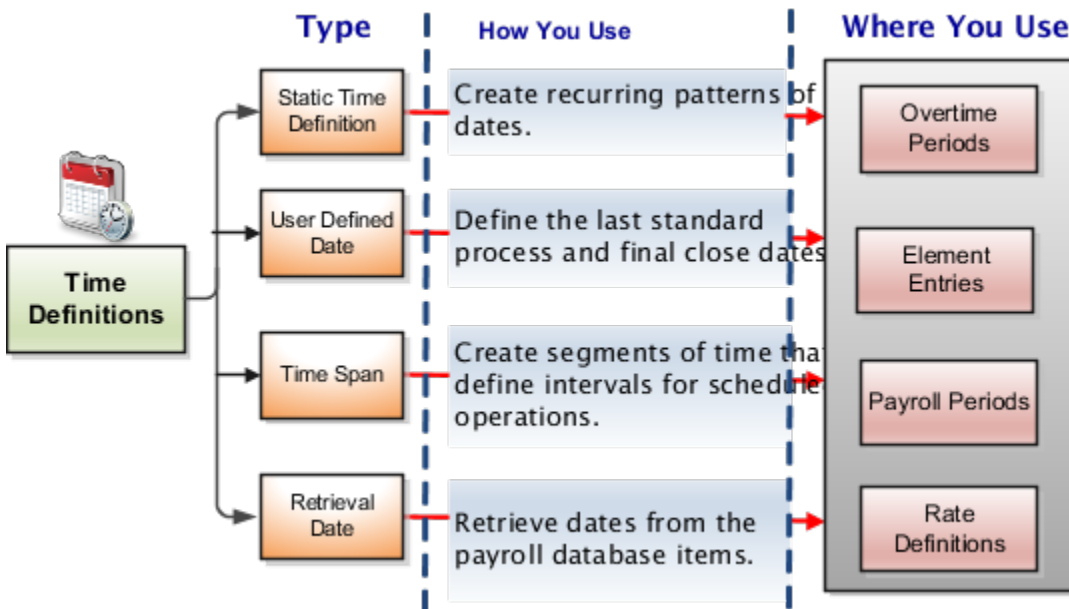 Type
How You Use
Where You Use
Time
Definitions
Static Time
Definition
Create recurring patterns of
dates.
Overtime
Periods
User Defined
Date
Define the last standard
process and final close dates
Element
Entries
Time Span
Create segments of time that
define intervals for schedule
operations.
Payroll Periods
Retrieval
Date
Retrieve dates from the
payroll database items.
Rate
Definitions